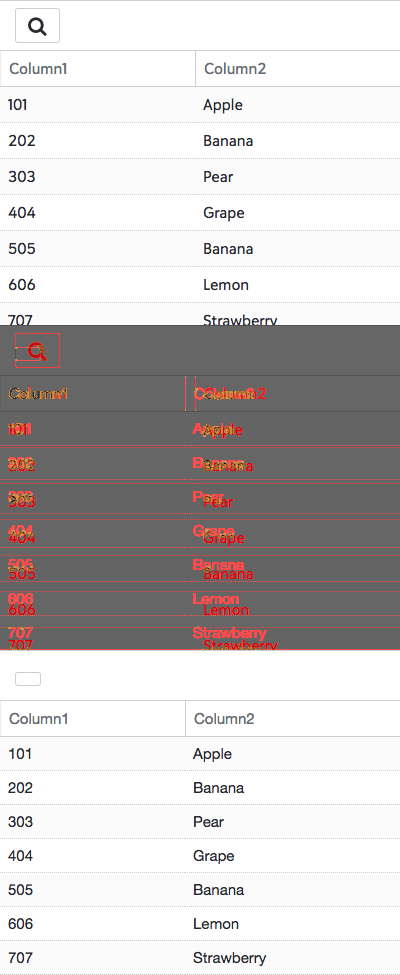 Column1 Column2
101 Apple
202 Banana
303 Pear
404 Grape
505 Banana
606 Lemon
707 Strawberry
Column1 Column2
101 Apple
202 Banana
303 Pear
404 Grape
505 Banana
606 Lemon
707 Strawberry
Column1 Column2
101 Apple
202 Banana
303 Pear
404 Grape
505 Banana
606 Lemon
707 Strawberry